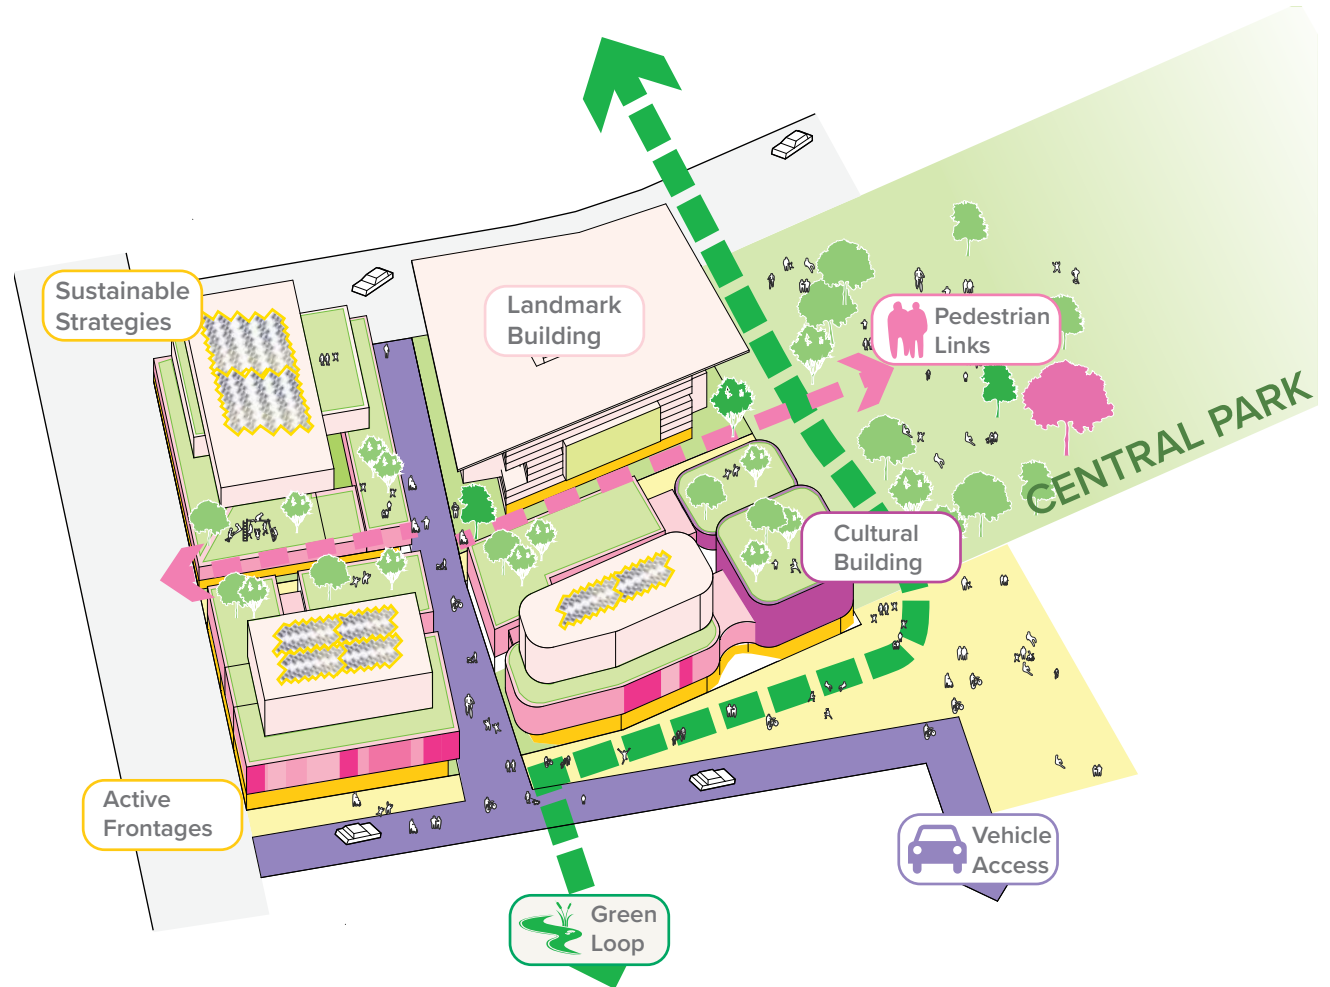 Sustainable
Strategies
Landmark
Building
Pedestrian
Links
CENTRAL PARK
Cultural
Building
Active
Frontages
Vehicle
Access
Green
Loop